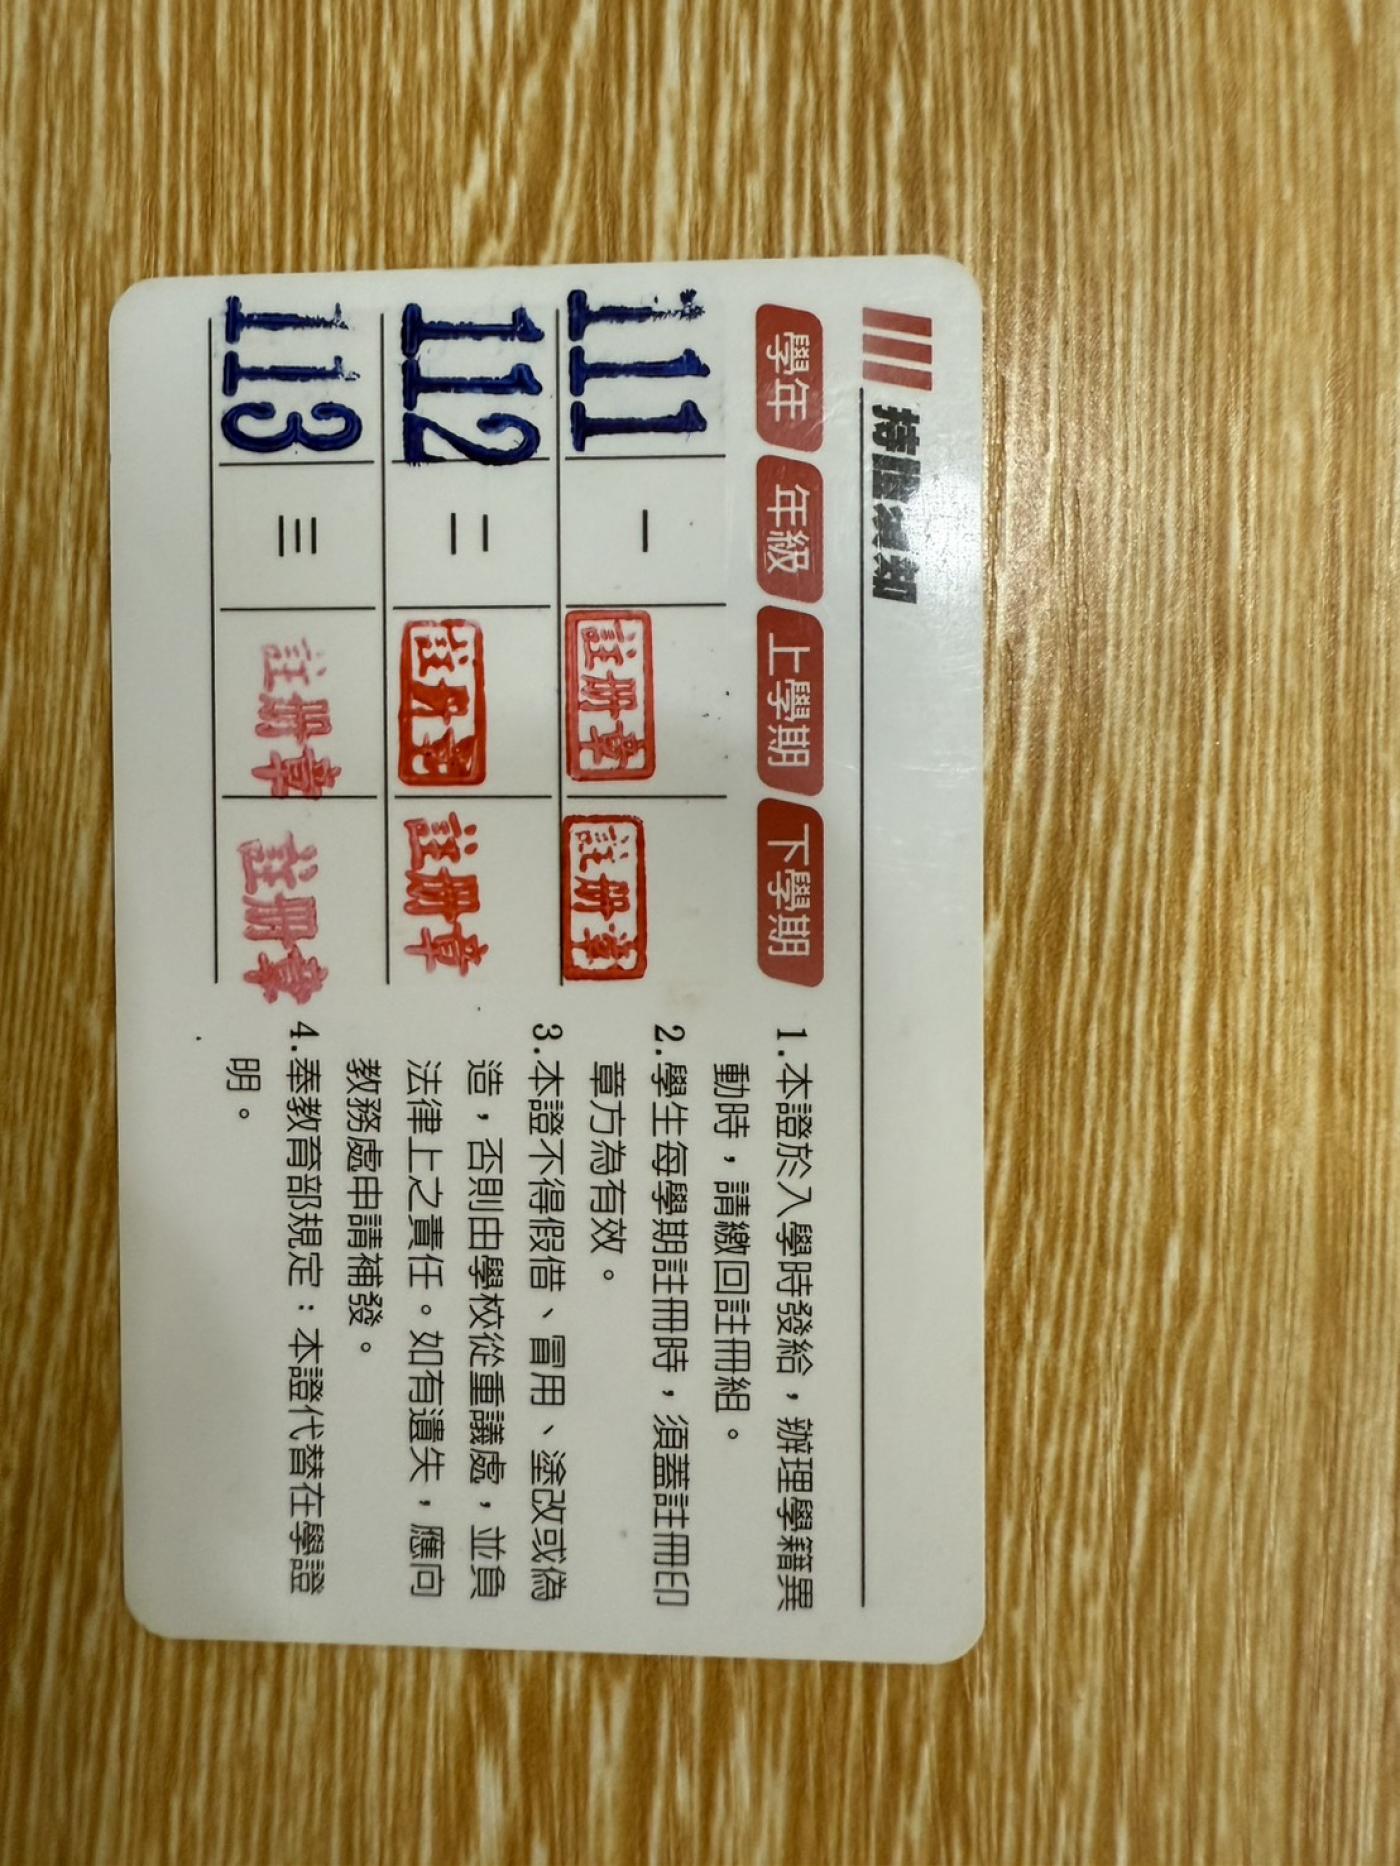 持證須知
學年 年級 上學期 下學期
111 一 註冊章 註冊章
112 二 註冊章 註冊章
113 三 註冊章 註冊章
1.本證於入學時發給，辦理學籍異
動時，請繳回註冊組。
2.學生每學期註冊時，須蓋註冊印
章方為有效。
3.本證不得假借、冒用、塗改或偽
造，否則由學校從重議處，並負
法律上之責任。如有遺失，應向
教務處申請補發。
4.奉教育部規定：本證代替在學證
明。